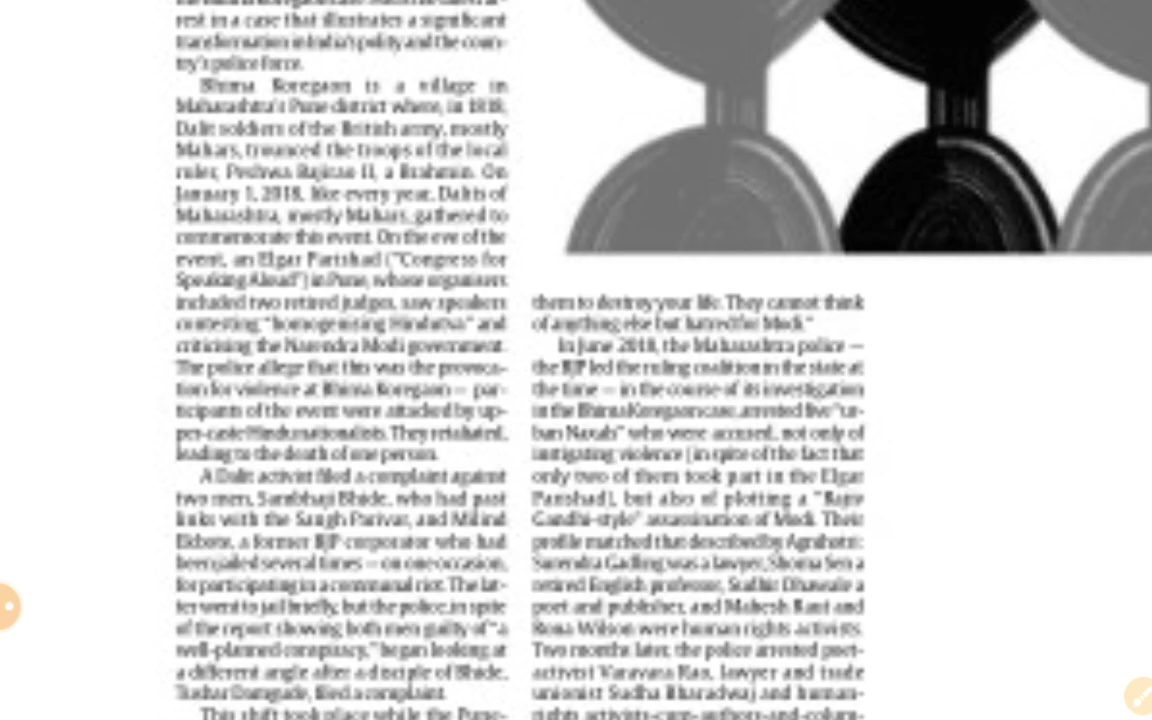 rest in a case that illustrates a significant
transformation in India's polity and the coun-
try's police force.
Bhima Koregaon is a village in
Maharashtra's Pune district where, in 1818,
Dalit soldiers of the British army, mostly
Mahars, trounced the troops of the local
ruler, Peshwa Bajirao II, a Brahmin. On
January 1, 2018, like every year, Dalits of
Maharashtra, mostly Mahars, gathered to
commemorate this event. On the eve of the
event, an Elgar Parishad ("Congress for
Speaking Aloud") in Pune, whose organisers
included two retired judges, saw speakers
contesting "homogenising Hindutva" and
criticising the Narendra Modi government.
The police allege that this was the provoca-
tion for violence at Bhima Koregaon — par-
ticipants of the event were attacked by up-
per-caste Hindu nationalists. They retaliated,
leading to the death of one person.
A Dalit activist filed a complaint against
two men, Sambhaji Bhide, who had past
links with the Sangh Parivar, and Milind
Ekbote, a former BJP corporator who had
been jailed several times — on one occasion,
for participating in a communal riot. The lat-
ter went to jail briefly, but the police, in spite
of the report showing both men guilty of "a
well-planned conspiracy," began looking at
a different angle after a disciple of Bhide,
Tushar Damgude, filed a complaint.
This shift took place while the Pune-
them to destroy your life. They cannot think
of anything else but hatred for Modi."
In June 2018, the Maharashtra police —
the BJP led the ruling coalition in the state at
the time — in the course of its investigation
in the Bhima Koregaon case, arrested five "ur-
ban Naxals" who were accused, not only of
instigating violence (in spite of the fact that
only two of them took part in the Elgar
Parishad), but also of plotting a "Rajiv
Gandhi-style" assassination of Modi. Their
profile matched that described by Agnihotri:
Surendra Gadling was a lawyer, Shoma Sen a
retired English professor, Sudhir Dhawale a
poet and publisher, and Mahesh Raut and
Rona Wilson were human rights activists.
Two months later, the police arrested poet-
activist Varavara Rao, lawyer and trade
unionist Sudha Bharadwaj and human-
rights activists-cum-authors-and-colum-